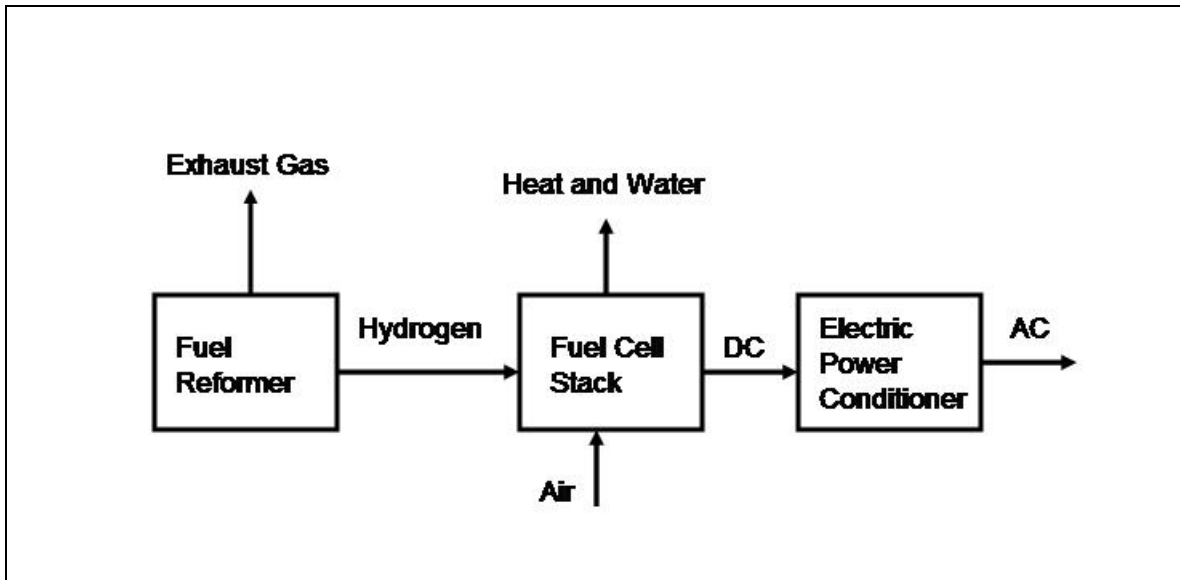 Exhaust Gas
Heat and Water
Fuel
Reformer
Hydrogen
Fuel Cell
Stack
DC
Electric
Power
Conditioner
AC
Air